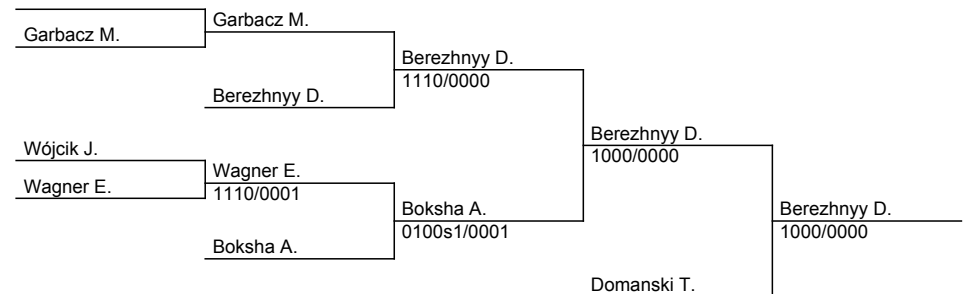 Garbacz M.
Garbacz M.
Berezhnyy D.
1110/0000
Berezhnyy D.
Wójcik J.
Wagner E.
Wagner E.
1110/0001
Boksha A.
0100s1/0001
Boksha A.
Berezhnyy D.
1000/0000
Berezhnyy D.
1000/0000
Domanski T.